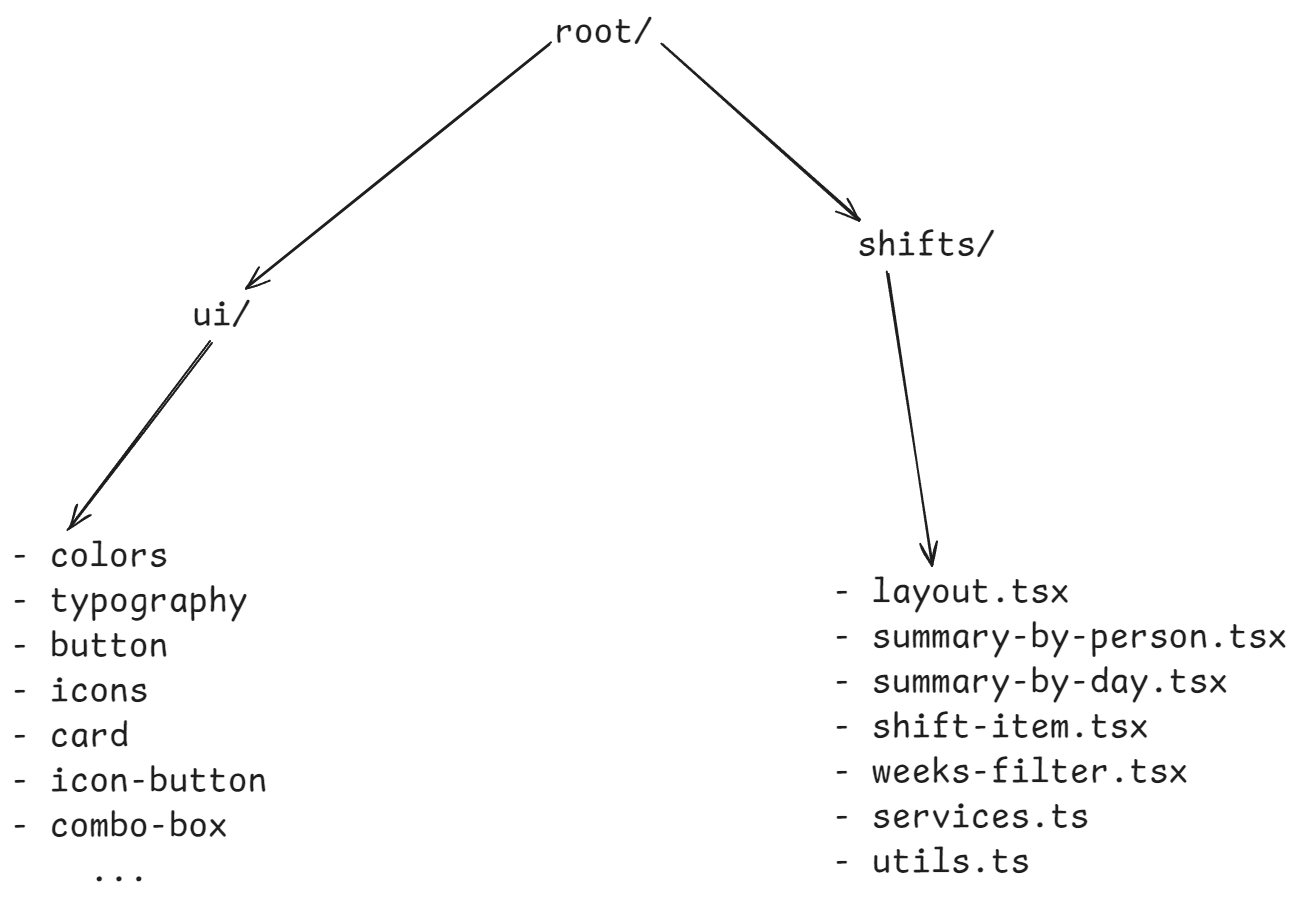 root/
shifts/
ui/
- colors
- typography
- button
- icons
- card
- icon-button
- combo-box
...
- layout.tsx
- summary-by-person.tsx
- summary-by-day.tsx
- shift-item.tsx
- weeks-filter.tsx
- services.ts
- utils.ts